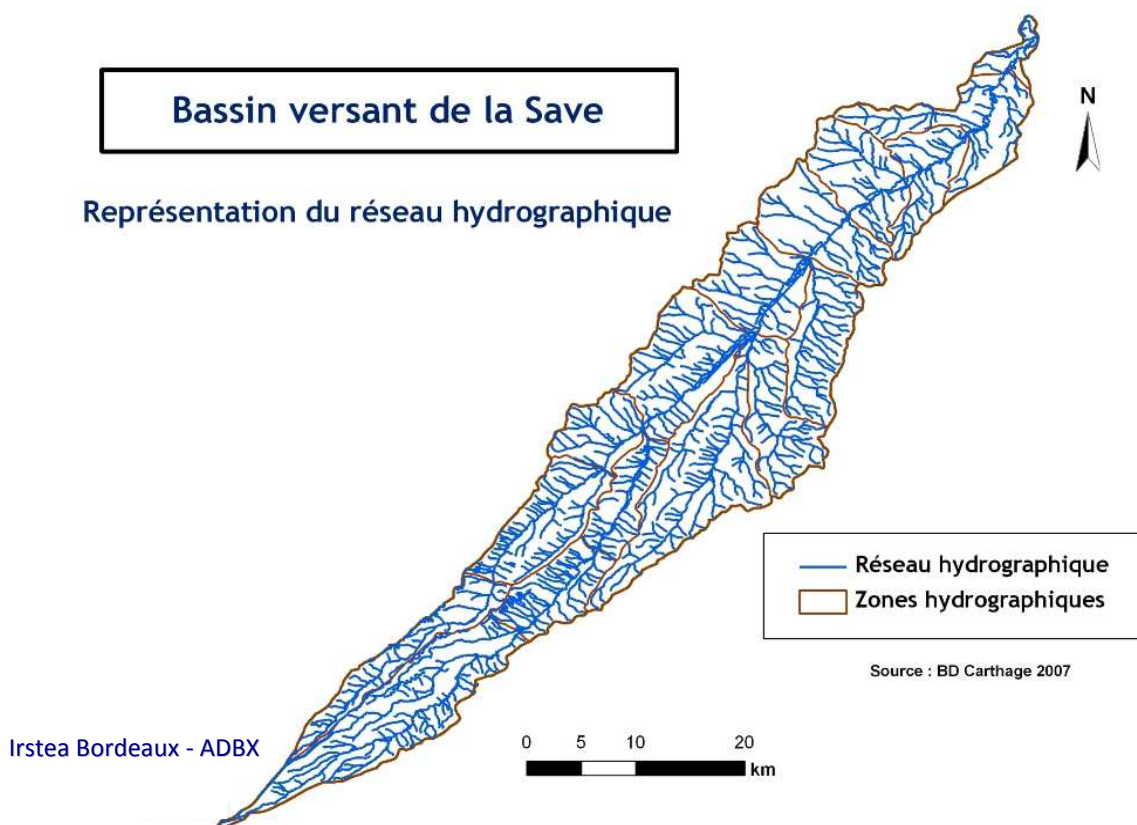 Bassin versant de la Save
Représentation du réseau hydrographique
N
Réseau hydrographique
Zones hydrographiques
Source : BD Carthage 2007
Irstea Bordeaux - ADBX
0 5 10 20
km